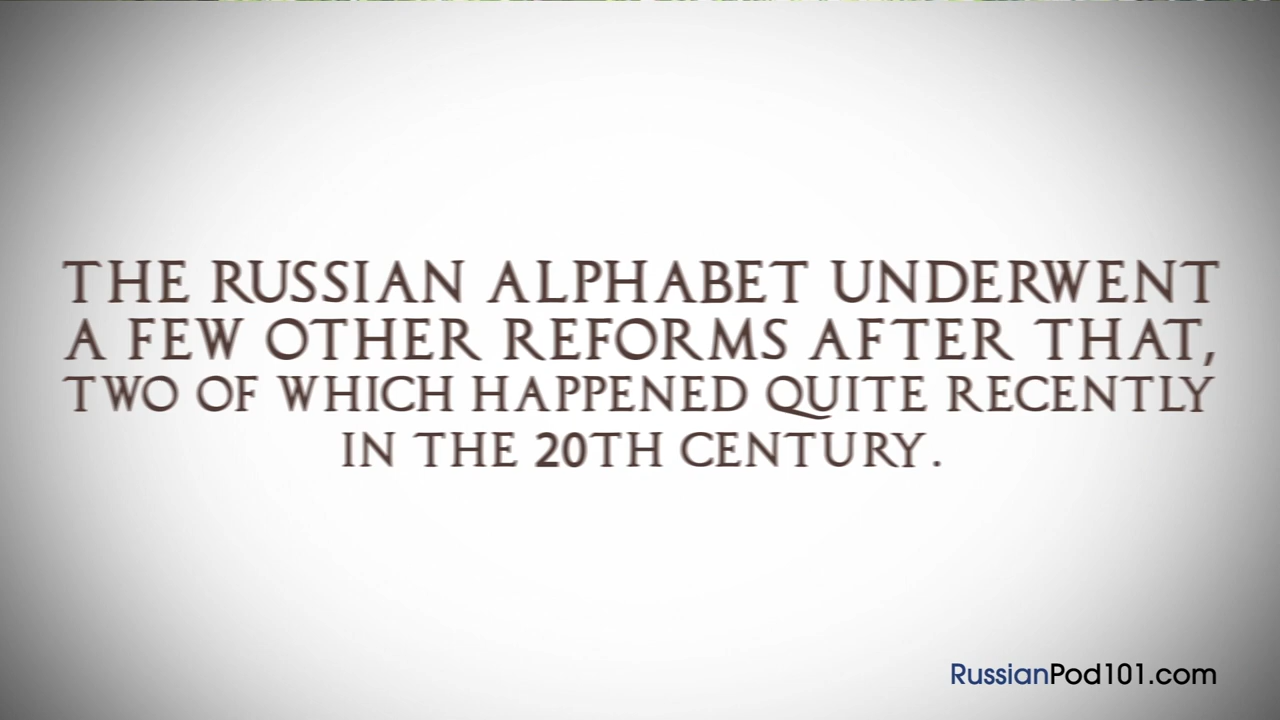 THE RUSSIAN ALPHABET UNDERWENT
A FEW OTHER REFORMS AFTER THAT,
TWO OF WHICH HAPPENED QUITE RECENTLY
IN THE 20TH CENTURY.
RussianPod101.com